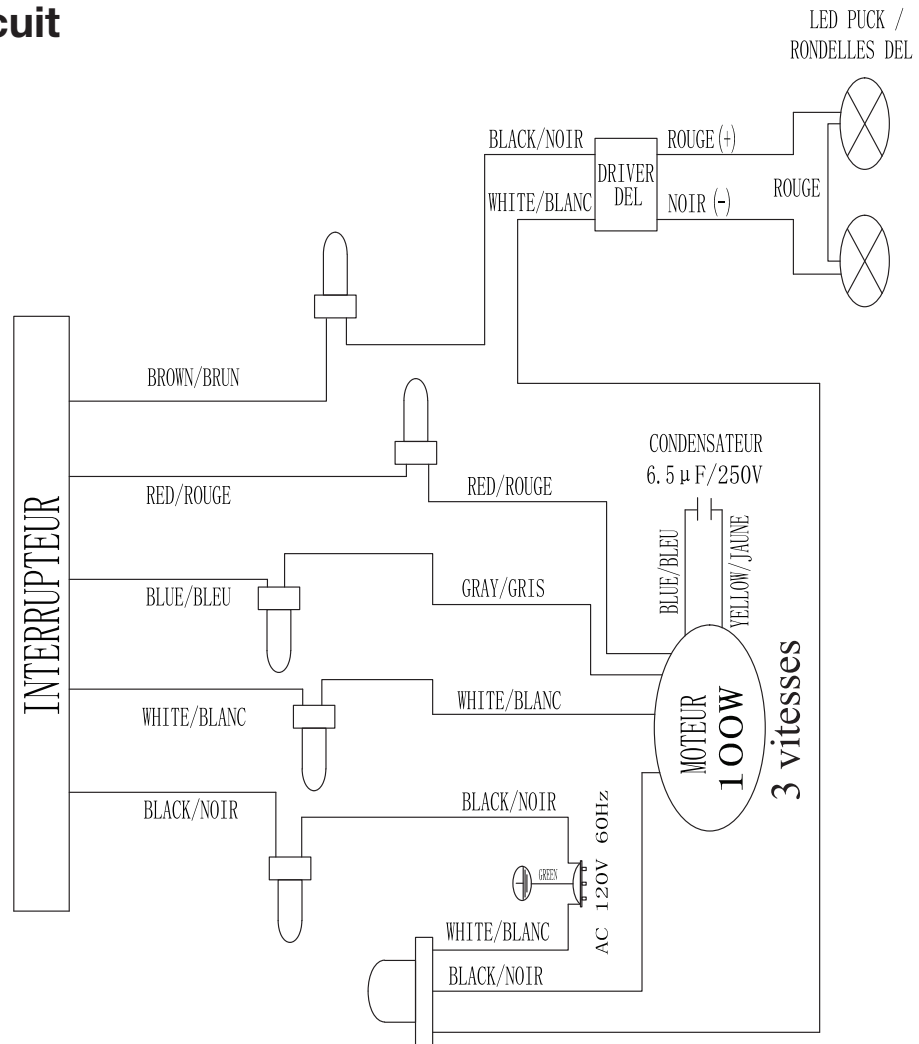 cuit
LED PUCK /
RONDELLES DEL
BLACK/NOIR
ROUGE (+)
DRIVER
DEL
WHITE/BLANC
NOIR (-)
ROUGE
BROWN/BRUN
CONDENSATEUR
6.5 µF/250V
RED/ROUGE
RED/ROUGE
BLUE/BLEU
YELLOW/JAUNE
BLUE/BLEU
GRAY/GRIS
INTERRUPTEUR
WHITE/BLANC
WHITE/BLANC
MOTEUR
100W
3 vitesses
BLACK/NOIR
BLACK/NOIR
AC 120V 60Hz
GREEN
WHITE/BLANC
BLACK/NOIR